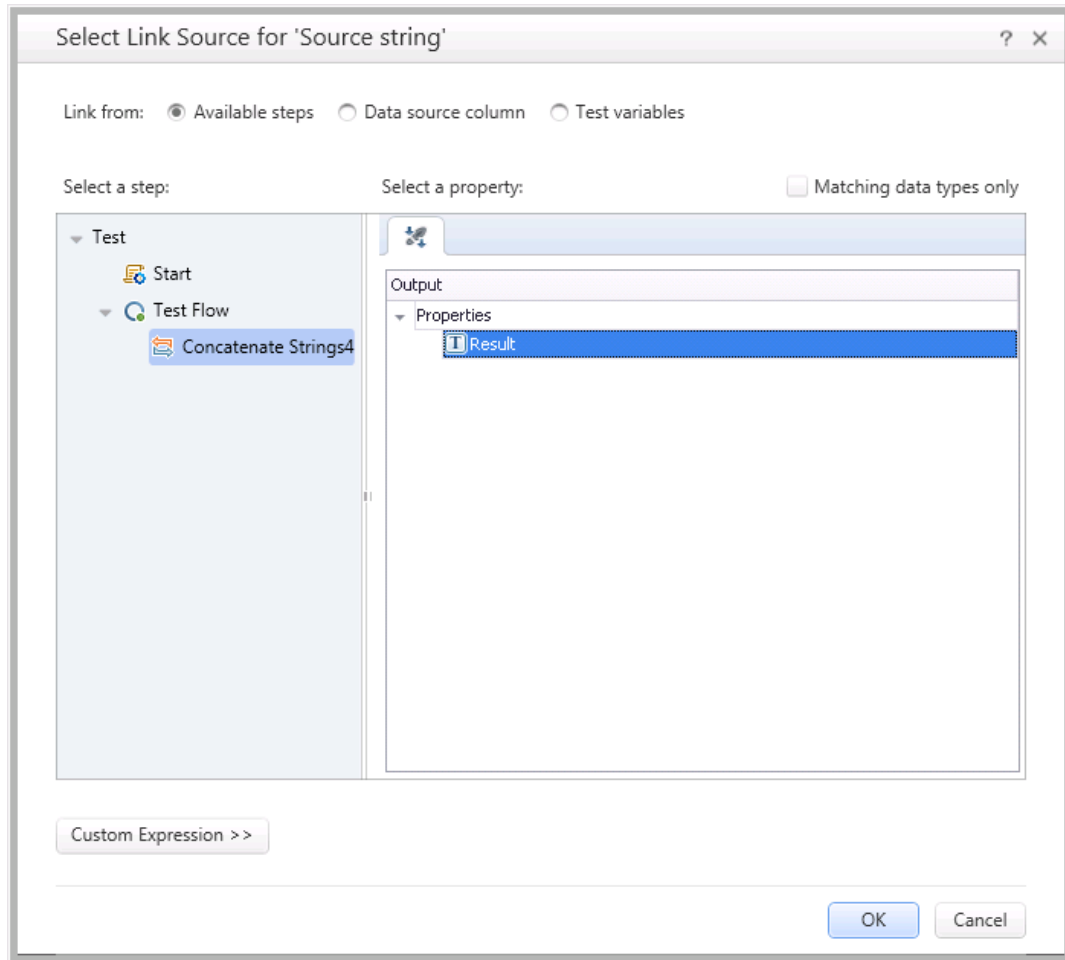 Select Link Source for 'Source string'
? ×
Link from: Available steps Data source column Test variables
Select a step: Select a property: Matching data types only
Test
Start
Test Flow
Concatenate Strings4
Output
Properties
T Result
Custom Expression >>
OK Cancel